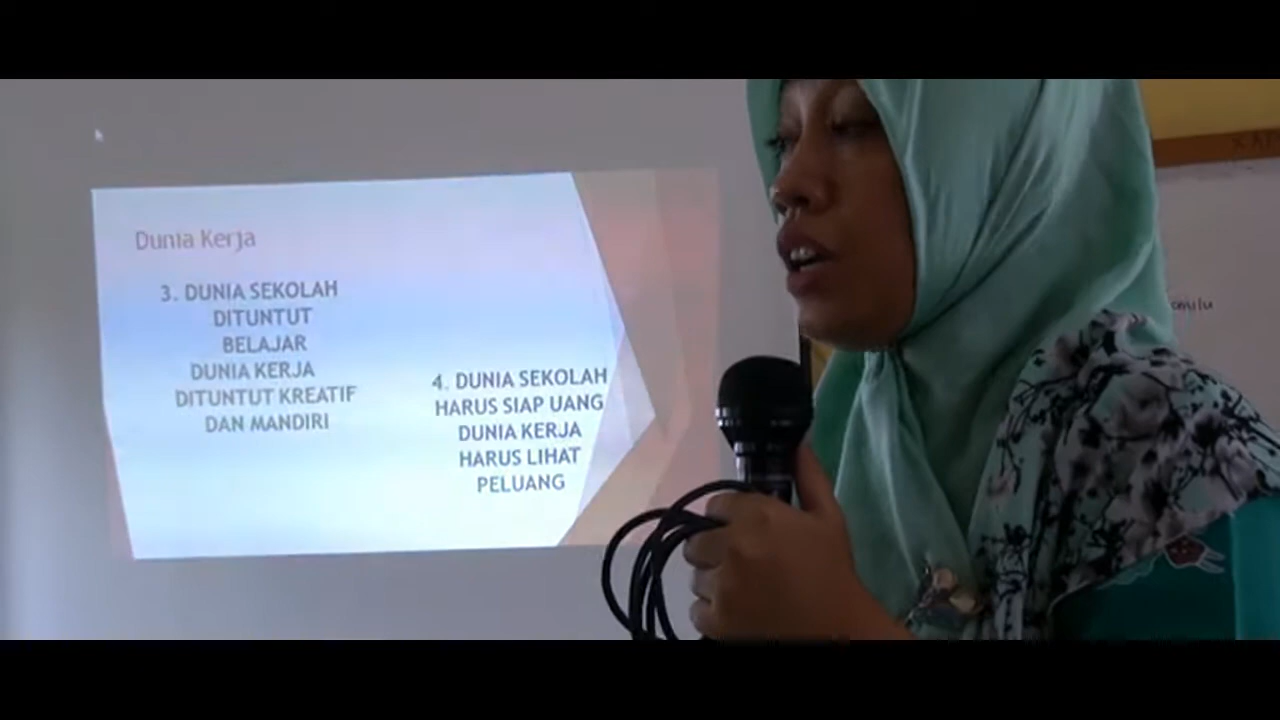 Dunia Kerja
3. DUNIA SEKOLAH
DITUNTUT
BELAJAR
DUNIA KERJA
DITUNTUT KREATIF
DAN MANDIRI
4. DUNIA SEKOLAH
HARUS SIAP UANG
DUNIA KERJA
HARUS LIHAT
PELUANG